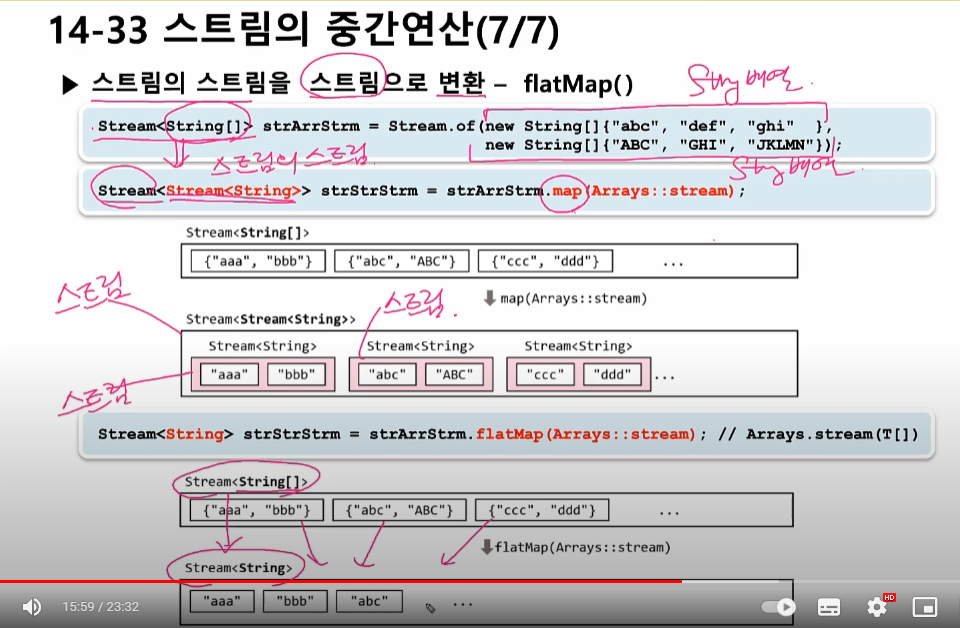 14-33 스트림의 중간연산(7/7)
▶ 스트림의 스트림을 스트림으로 변환 – flatMap()
String 배열.
Stream<String[]> strArrStrm = Stream.of(new String[]{"abc", "def", "ghi" },
new String[]{"ABC", "GHI", "JKLMN"});
스트림의 스트림.
String 배열.
Stream<Stream<String>> strStrStrm = strArrStrm.map(Arrays::stream);
Stream<String[]>
{"aaa", "bbb"} {"abc", "ABC"} {"ccc", "ddd"} ...
스트림
스트림.
map(Arrays::stream)
Stream<Stream<String>>
Stream<String> Stream<String> Stream<String>
"aaa" "bbb" "abc" "ABC" "ccc" "ddd" ...
스트림
Stream<String> strStrStrm = strArrStrm.flatMap(Arrays::stream); // Arrays.stream(T[])
Stream<String[]>
{"aaa", "bbb"} {"abc", "ABC"} {"ccc", "ddd"} ...
flatMap(Arrays::stream)
Stream<String>
"aaa" "bbb" "abc" ...
15:59 / 23:32
HD